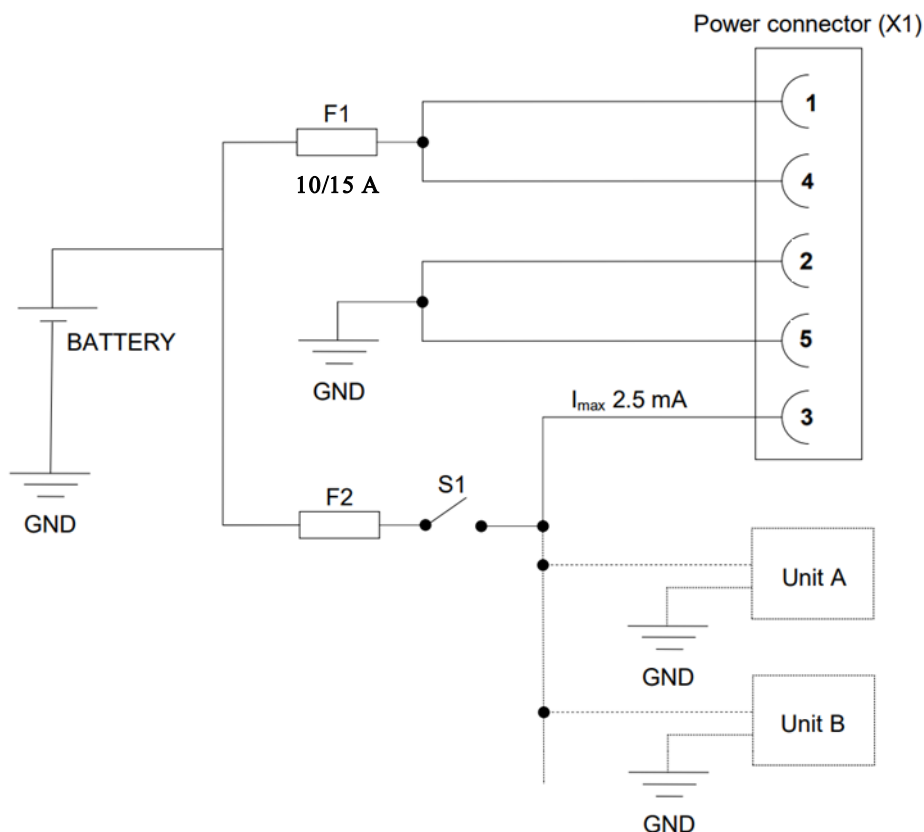 Power connector (X1)
1
F1
10/15 A
4
2
BATTERY
5
GND
Imax 2.5 mA
3
S1
F2
GND
Unit A
GND
Unit B
GND